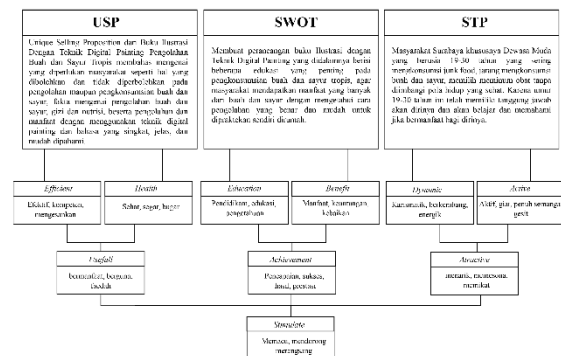 USP
Unique Selling Proposition dari Buku Ilustrasi
Dengan Teknik Digital Painting Pengolahan
Buah dan Sayur Tropis membahas mengenai
yang diperlukan masyarakat seperti hal yang
dibolehkan dan tidak diperbolehkan pada
pengolahan maupun pengkonsumsian buah dan
sayur, fakta mengenai pengolahan buah dan
sayur, gizi dan nutrisi, beserta pengolahan dan
manfaat dengan menggunakan teknik digital
painting dan bahasa yang singkat, jelas, dan
mudah dipahami.
SWOT
Membuat perancangan buku Ilustrasi dengan
Teknik Digital Painting yang didalamnya berisi
beberapa edukasi yang penting pada
pengkonsumsian buah dan sayur tropis, agar
masyarakat mendapatkan manfaat yang banyak
dari buah dan sayur dengan mengetahui cara
pengolahan yang benar dan mudah untuk
dipraktekan sendiri dirumah.
STP
Masyarakat Surabaya khususnya Dewasa Muda
yang berusia 19-30 tahun yang sering
mengkonsumsi junk food, jarang mengkonsumsi
buah dan sayur, memilih meminum obat tanpa
diimbangi pola hidup yang sehat. Karena umur
19-30 tahun ini telah memiliki tanggung jawab
akan dirinya dan akan belajar dan memahami
jika bermanfaat bagi dirinya.
Efficient
Efektif, kompeten,
mengesankan
Health
Sehat, segar, bugar
Education
Pendidikan, edukasi,
pengetahuan
Benefit
Manfaat, keuntungan,
kebaikan
Dynamic
berkembang,
energik
Active
Aktif, giat, penuh semangat,
gesit
Usefull
bermanfaat, berguna,
faedah
Achievement
Pencapaian, sukses,
prestasi
Attractive
menarik, mempesona,
memikat
Stimulate
Memacu, mendorong
merangsang